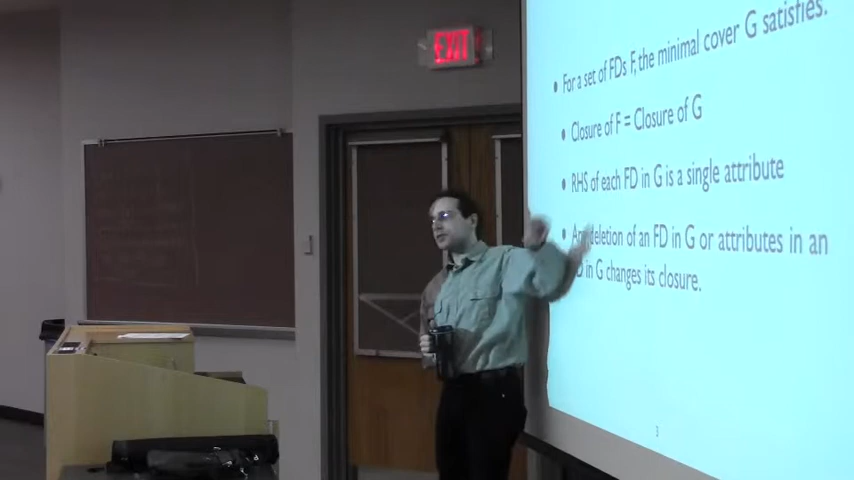 EXIT
• For a set of FDs F, the minimal cover G satisfies:
• Closure of F = Closure of G
• RHS of each FD in G is a single attribute
• deletion of an FD in G or attributes in an
in G changes its closure.
3